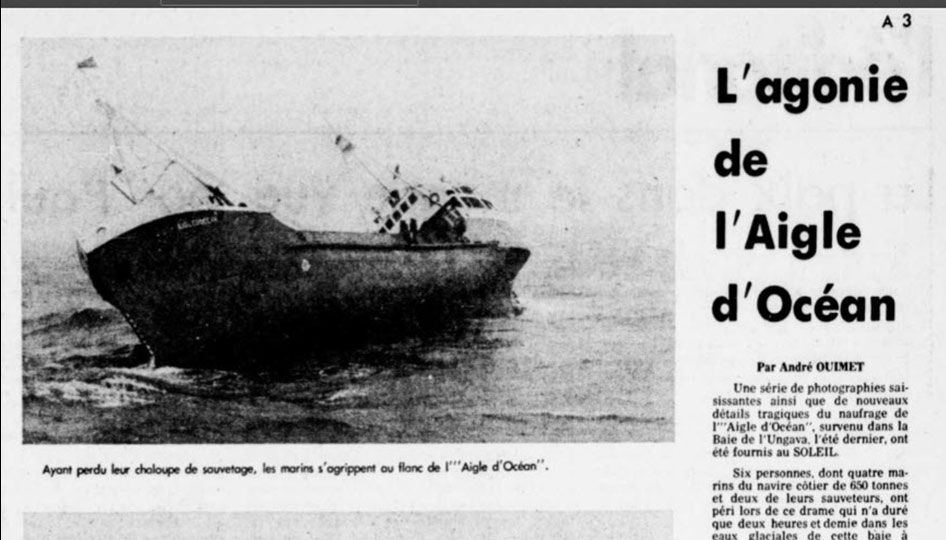 A 3
L'agonie
de
l'Aigle
d'Océan
Par André OUIMET
Une série de photographies sai-
sissantes ainsi que de nouveaux
détails tragiques du naufrage de
l'"Aigle d'Océan", survenu dans la
Baie de l'Ungava, l'été dernier, ont
été fournis au SOLEIL.
Six personnes, dont quatre ma-
rins du navire côtier de 650 tonnes
et deux de leurs sauveteurs, ont
péri lors de ce drame qui n'a duré
que deux heures et demie dans les
eaux glaciales de cette baie à
Ayant perdu leur chaloupe de sauvetage, les marins s'agrippent au flanc de l'"Aigle d'Océan".